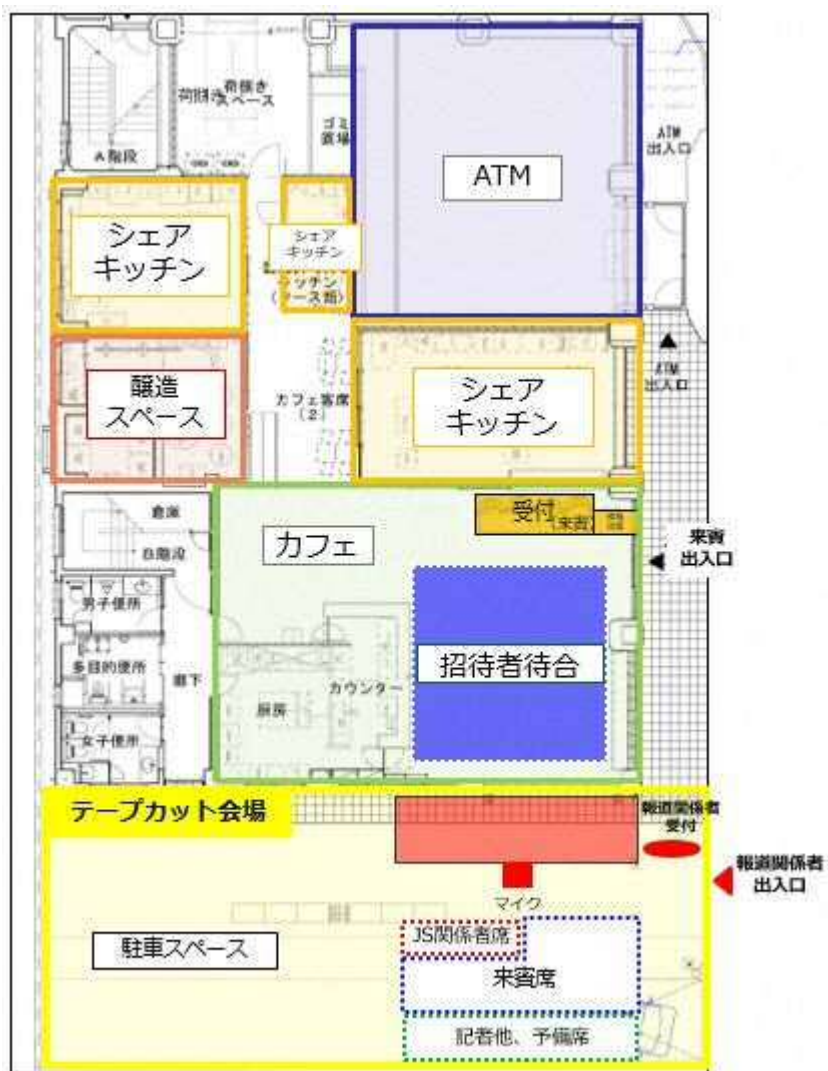 荷捌き
荷捌き
スペース
A階段
ゴミ
置場
ATM
ATM
出入口
シェア
キッチン
シェア
キッチン
キッチン
(ソース類)
醸造
スペース
カフェ客席
(2)
シェア
キッチン
ATM
出入口
倉庫
B階段
カフェ
受付
(来賓)
来賓
出入口
男子便所
多目的便所
廊下
女子便所
カウンター
厨房
招待者待合
テープカット会場
報道関係者
受付
報道関係者
出入口
マイク
駐車スペース
JS関係者席
来賓席
記者他、予備席